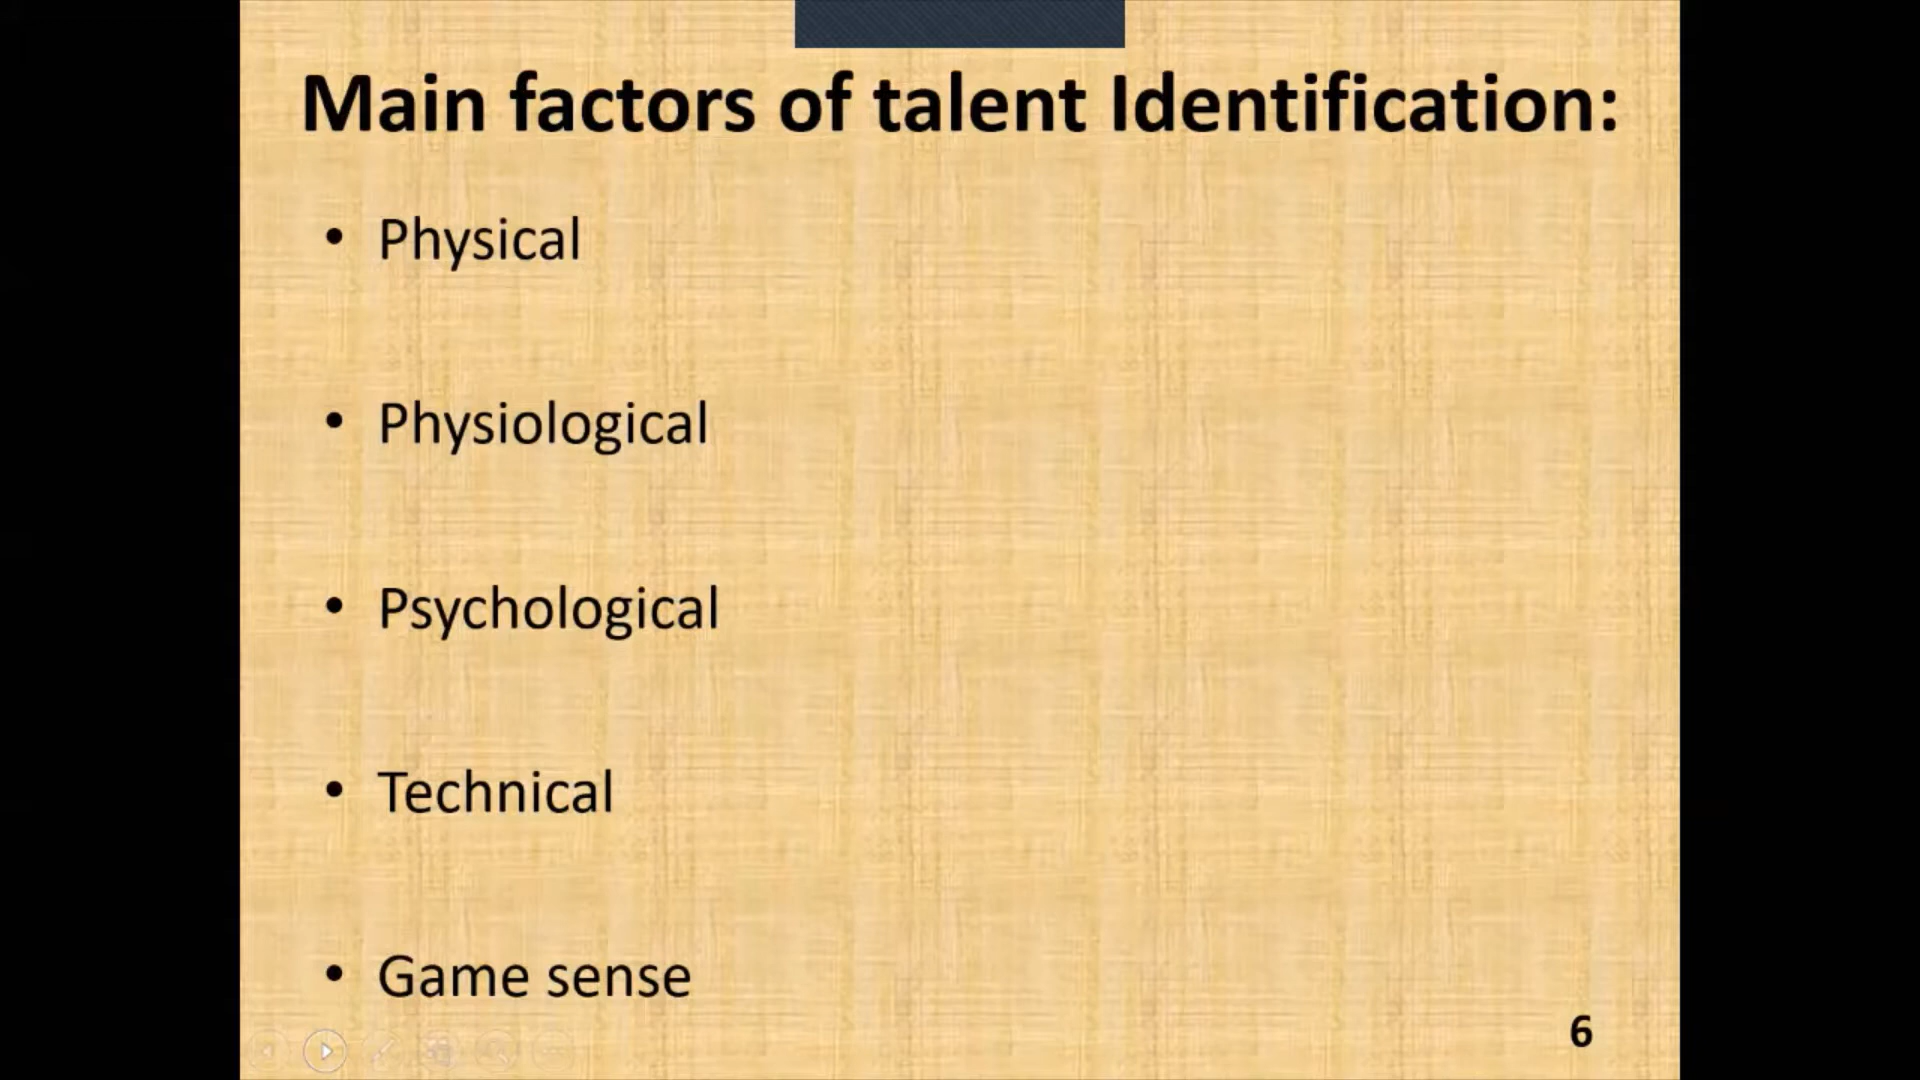 Main factors of talent Identification:
• Physical
• Physiological
• Psychological
• Technical
• Game sense
6